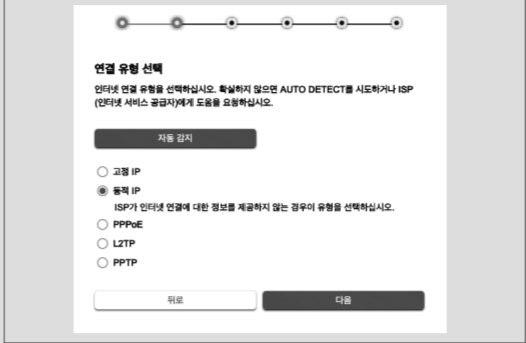 연결 유형 선택
인터넷 연결 유형을 선택하십시오. 확실하지 않으면 AUTO DETECT를 시도하거나 ISP
(인터넷 서비스 공급자)에게 도움을 요청하십시오.
자동 감지
고정 IP
동적 IP
ISP가 인터넷 연결에 대한 정보를 제공하지 않는 경우이 유형을 선택하십시오.
PPPoE
L2TP
PPTP
뒤로
다음